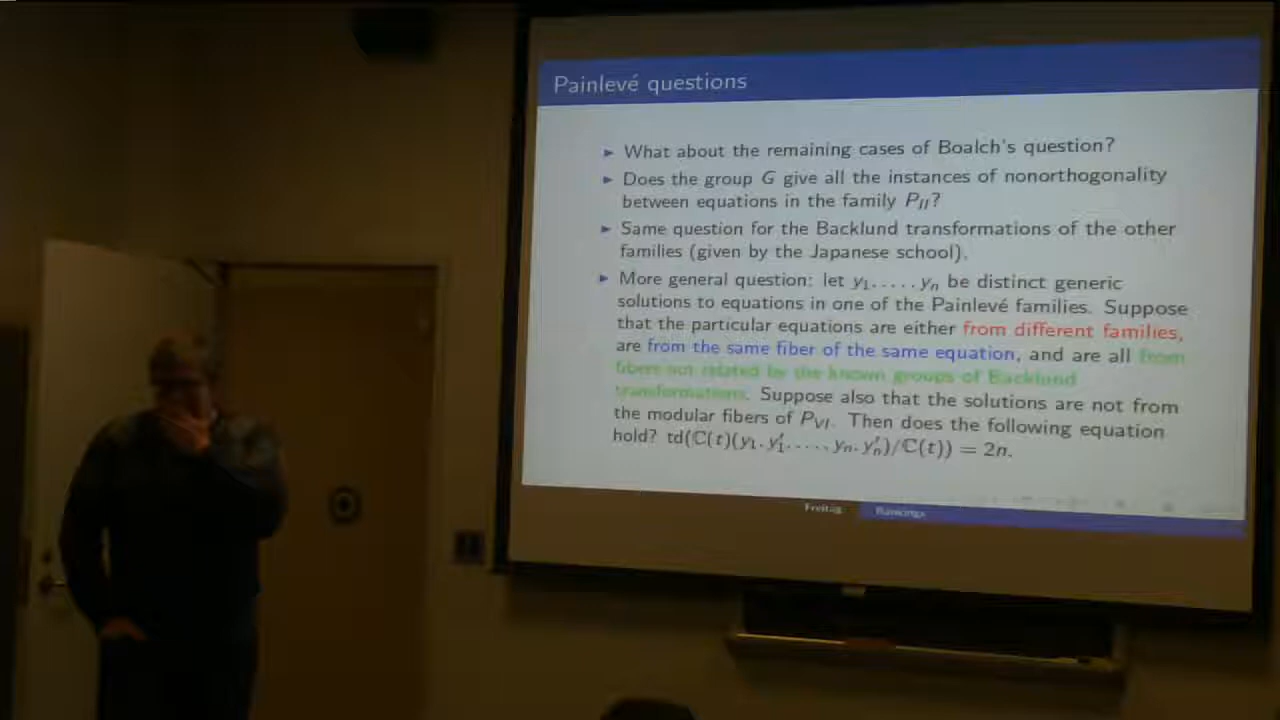 Painlevé questions
► What about the remaining cases of Boalch's question?
► Does the group G give all the instances of nonorthogonality
between equations in the family P_II?
► Same question for the Backlund transformations of the other
families (given by the Japanese school).
► More general question: let y_1, . . . , y_n be distinct generic
solutions to equations in one of the Painlevé families. Suppose
that the particular equations are either from different families,
are from the same fiber of the same equation, and are all from
fibers not related by the known groups of Backlund
transformations. Suppose also that the solutions are not from
the modular fibers of P_VI. Then does the following equation
hold? td(ℂ(t)(y_1, y_1′, . . . , y_n, y_n′)/ℂ(t)) = 2n.
Freitag Rankings